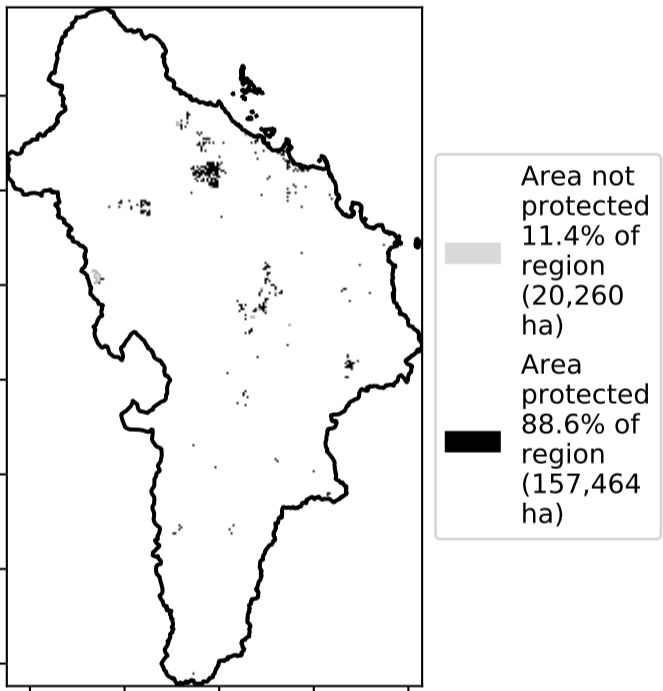 Area not
protected
11.4% of
region
(20,260
ha)
Area
protected
88.6% of
region
(157,464
ha)